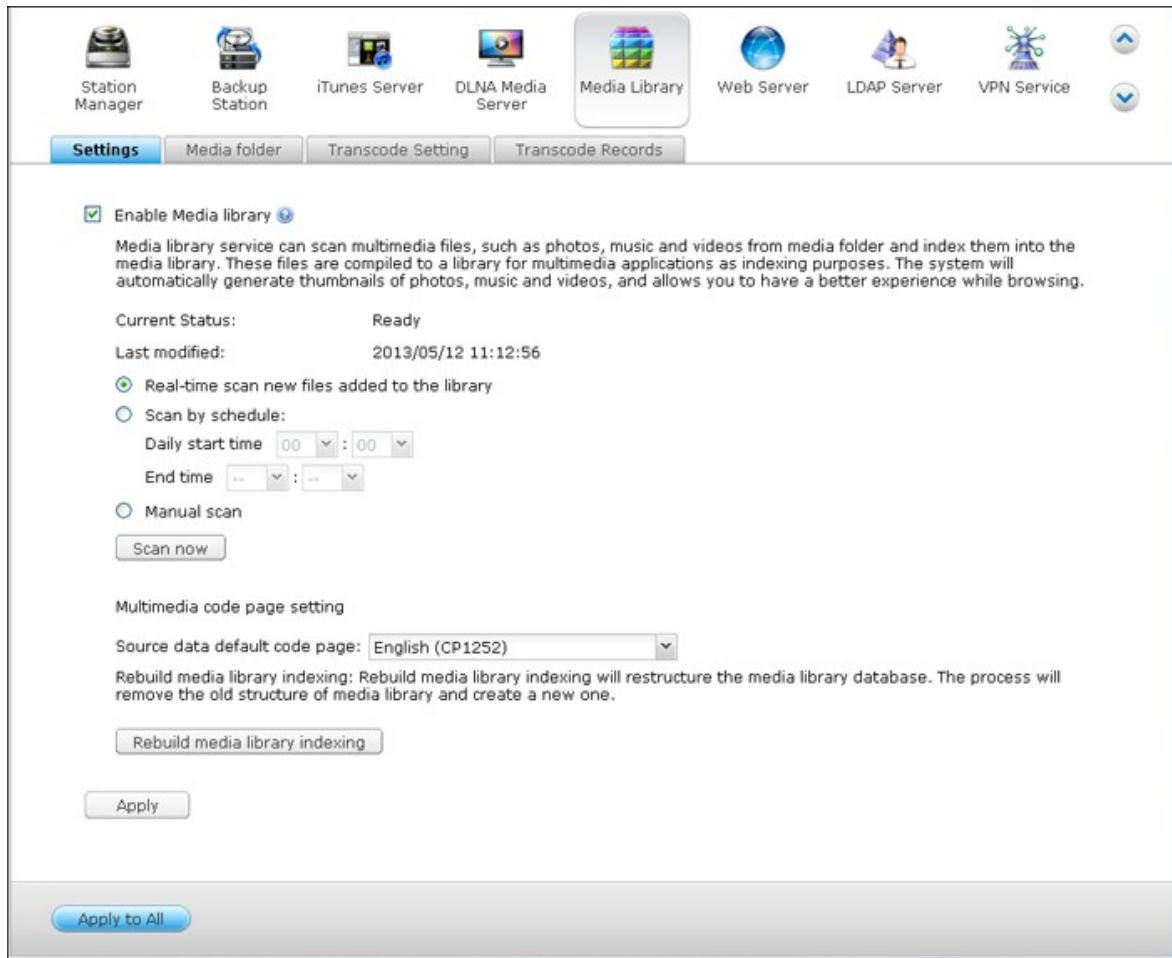 Station Manager
Backup Station
iTunes Server
DLNA Media Server
Media Library
Web Server
LDAP Server
VPN Service
Settings
Media folder
Transcode Setting
Transcode Records
Enable Media library
Media library service can scan multimedia files, such as photos, music and videos from media folder and index them into the
media library. These files are compiled to a library for multimedia applications as indexing purposes. The system will
automatically generate thumbnails of photos, music and videos, and allows you to have a better experience while browsing.
Current Status: Ready
Last modified: 2013/05/12 11:12:56
Real-time scan new files added to the library
Scan by schedule:
Daily start time 00 : 00
End time -- : --
Manual scan
Scan now
Multimedia code page setting
Source data default code page: English (CP1252)
Rebuild media library indexing: Rebuild media library indexing will restructure the media library database. The process will
remove the old structure of media library and create a new one.
Rebuild media library indexing
Apply
Apply to All